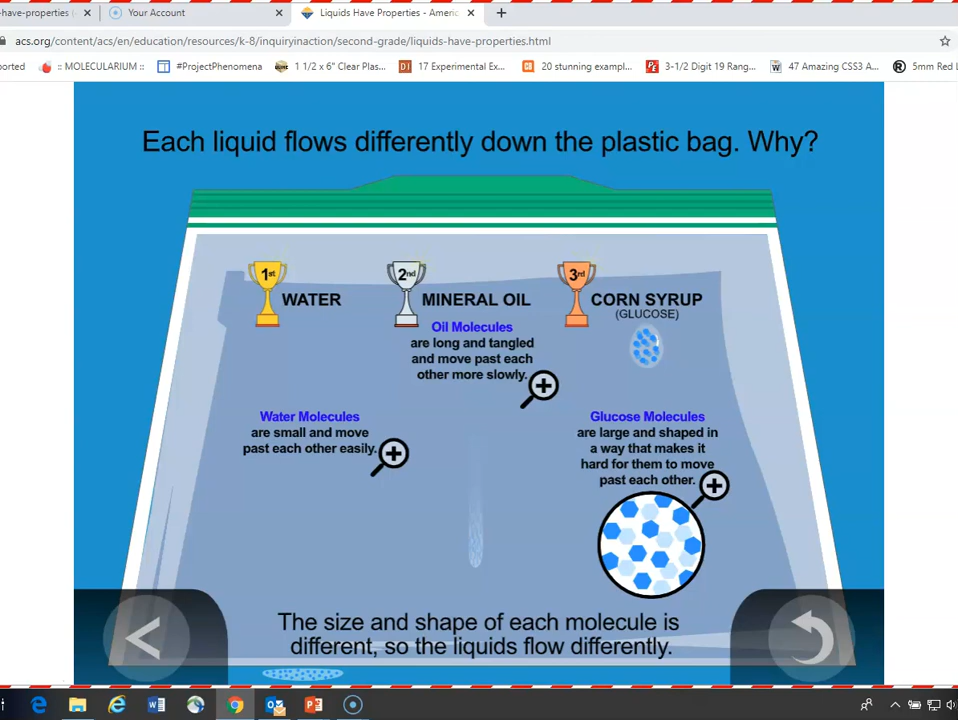 -have-properties
Your Account
Liquids Have Properties - Americ
acs.org/content/acs/en/education/resources/k-8/inquiryinaction/second-grade/liquids-have-properties.html
orted
:: MOLECULARIUM ::
#ProjectPhenomena
1 1/2 x 6" Clear Plas...
17 Experimental Ex...
20 stunning exampl...
3-1/2 Digit 19 Rang...
47 Amazing CSS3 A...
5mm Red L
Each liquid flows differently down the plastic bag. Why?
1st
WATER
2nd
MINERAL OIL
3rd
CORN SYRUP
(GLUCOSE)
Oil Molecules
are long and tangled
and move past each
other more slowly.
Water Molecules
are small and move
past each other easily.
Glucose Molecules
are large and shaped in
a way that makes it
hard for them to move
past each other.
The size and shape of each molecule is
different, so the liquids flow differently.